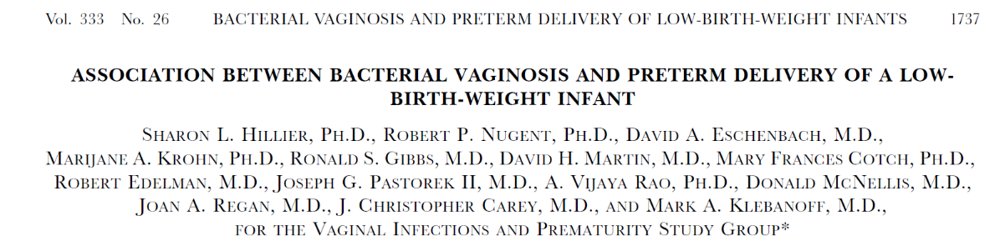 Vol. 333 No. 26 BACTERIAL VAGINOSIS AND PRETERM DELIVERY OF LOW-BIRTH-WEIGHT INFANTS 1737
ASSOCIATION BETWEEN BACTERIAL VAGINOSIS AND PRETERM DELIVERY OF A LOW-
BIRTH-WEIGHT INFANT
SHARON L. HILLIER, PH.D., ROBERT P. NUGENT, PH.D., DAVID A. ESCHENBACH, M.D.,
MARIJANE A. KROHN, PH.D., RONALD S. GIBBS, M.D., DAVID H. MARTIN, M.D., MARY FRANCES COTCH, PH.D.,
ROBERT EDELMAN, M.D., JOSEPH G. PASTOREK II, M.D., A. VIJAYA RAO, PH.D., DONALD MCNELLIS, M.D.,
JOAN A. REGAN, M.D., J. CHRISTOPHER CAREY, M.D., AND MARK A. KLEBANOFF, M.D.,
FOR THE VAGINAL INFECTIONS AND PREMATURITY STUDY GROUP*